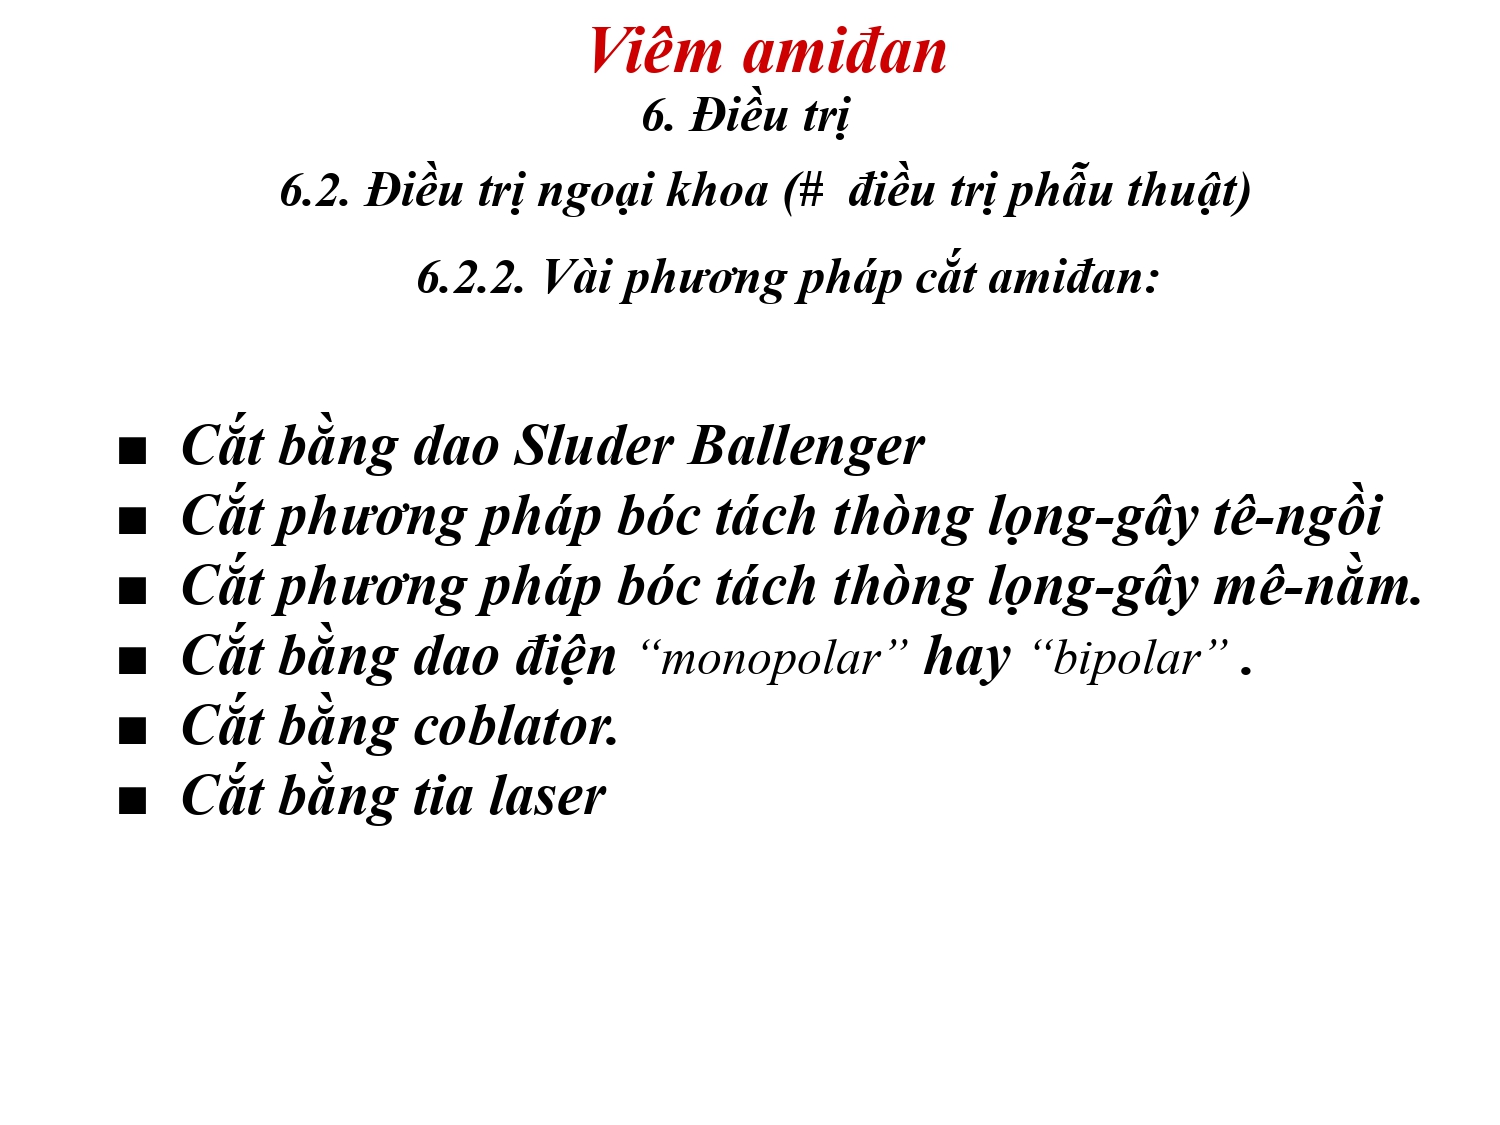 Viêm amiđan
6. Điều trị
6.2. Điều trị ngoại khoa (# điều trị phẫu thuật)
6.2.2. Vài phương pháp cắt amiđan:
■ Cắt bằng dao Sluder Ballenger
■ Cắt phương pháp bóc tách thòng lọng-gây tê-ngồi
■ Cắt phương pháp bóc tách thòng lọng-gây mê-nằm.
■ Cắt bằng dao điện “monopolar” hay “bipolar” .
■ Cắt bằng coblator.
■ Cắt bằng tia laser